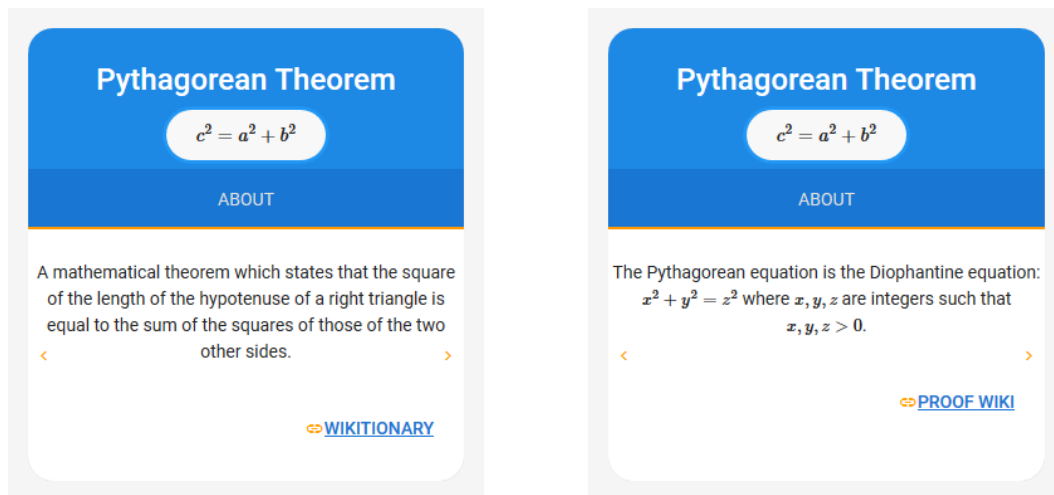 Pythagorean Theorem
c² = a² + b²
ABOUT
A mathematical theorem which states that the square
of the length of the hypotenuse of a right triangle is
equal to the sum of the squares of those of the two
other sides.
WIKITIONARY
Pythagorean Theorem
c² = a² + b²
ABOUT
The Pythagorean equation is the Diophantine equation:
x² + y² = z² where x, y, z are integers such that
x, y, z > 0.
PROOF WIKI